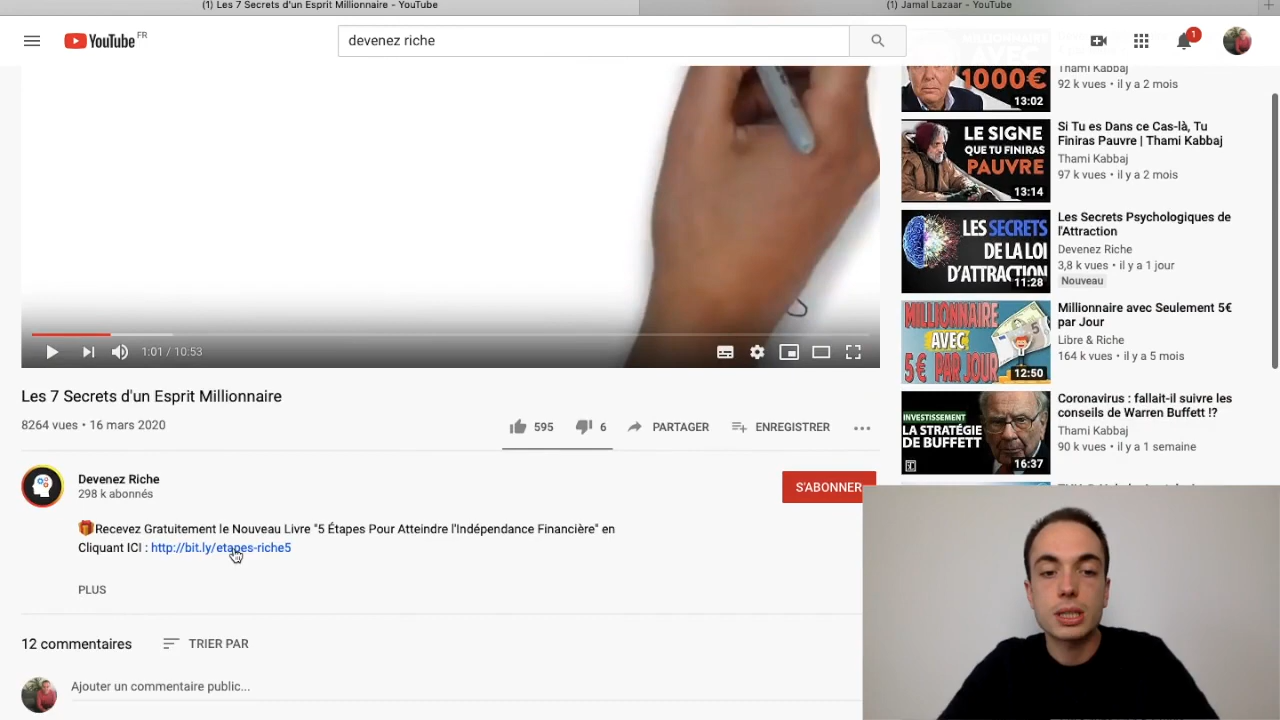 (1) Les 7 Secrets d'un Esprit Millionnaire - YouTube
(1) Jamal Lazaar - YouTube
YouTube FR
devenez riche
1
Les 7 Secrets d'un Esprit Millionnaire
1:01 / 10:53
8264 vues • 16 mars 2020
595
6
PARTAGER
ENREGISTRER
Devenez Riche
298 k abonnés
S'ABONNER
Recevez Gratuitement le Nouveau Livre "5 Étapes Pour Atteindre l'Indépendance Financière" en
Cliquant ICI : http://bit.ly/etapes-riche5
PLUS
12 commentaires
TRIER PAR
Ajouter un commentaire public...
MILLIONNAIRE
AVEC
1000€
13:02
Thami Kabbaj
92 k vues • il y a 2 mois
LE SIGNE
QUE TU FINIRAS
PAUVRE
13:14
Si Tu es Dans ce Cas-là, Tu
Finiras Pauvre | Thami Kabbaj
Thami Kabbaj
97 k vues • il y a 2 mois
LES SECRETS
DE LA LOI
D'ATTRACTION
11:28
Les Secrets Psychologiques de
l'Attraction
Devenez Riche
3,8 k vues • il y a 1 jour
Nouveau
MILLIONNAIRE
AVEC
5€ PAR JOUR
12:50
Millionnaire avec Seulement 5€
par Jour
Libre & Riche
164 k vues • il y a 5 mois
INVESTISSEMENT
LA STRATÉGIE
DE BUFFETT
16:37
Coronavirus : fallait-il suivre les
conseils de Warren Buffett !?
Thami Kabbaj
90 k vues • il y a 1 semaine